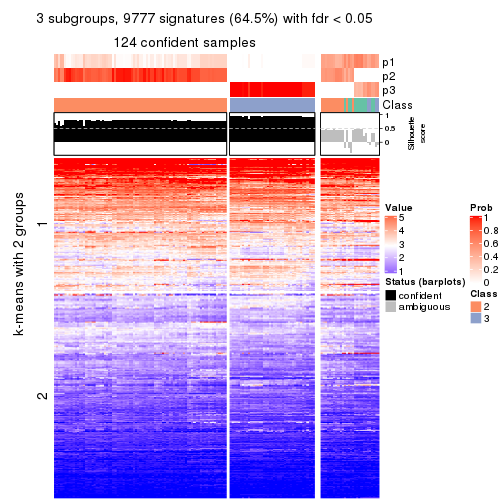 3 subgroups, 9777 signatures (64.5%) with fdr < 0.05
124 confident samples
p1
p2
p3
Class
1
0.5
0
Silhouette
score
k-means with 2 groups
1
2
Value
5
4
3
2
1
Status (barplots)
confident
ambiguous
Prob
1
0.8
0.6
0.4
0.2
0
Class
2
3